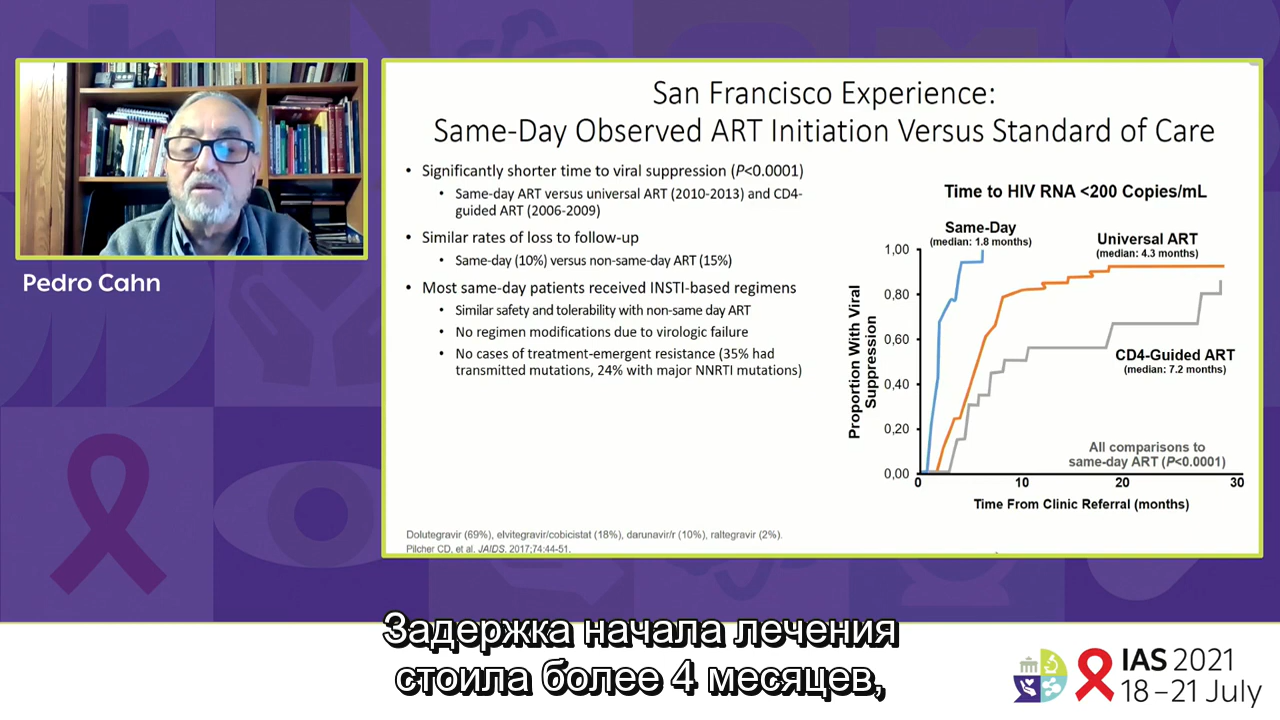 San Francisco Experience:
Same-Day Observed ART Initiation Versus Standard of Care
• Significantly shorter time to viral suppression (P<0.0001)
• Same-day ART versus universal ART (2010-2013) and CD4-
guided ART (2006-2009)
• Similar rates of loss to follow-up
• Same-day (10%) versus non-same-day ART (15%)
• Most same-day patients received INSTI-based regimens
• Similar safety and tolerability with non-same day ART
• No regimen modifications due to virologic failure
• No cases of treatment-emergent resistance (35% had
transmitted mutations, 24% with major NNRTI mutations)
Time to HIV RNA <200 Copies/mL
Same-Day
(median: 1.8 months)
Universal ART
(median: 4.3 months)
CD4-Guided ART
(median: 7.2 months)
All comparisons to
same-day ART (P<0.0001)
Proportion With Viral
Suppression
1,00
0,80
0,60
0,40
0,20
0,00
0 10 20 30
Time From Clinic Referral (months)
Dolutegravir (69%), elvitegravir/cobicistat (18%), darunavir/r (10%), raltegravir (2%).
Pilcher CD, et al. JAIDS. 2017;74:44-51.
Pedro Cahn
Задержка начала лечения
стоила более 4 месяцев,
IAS 2021
18–21 July